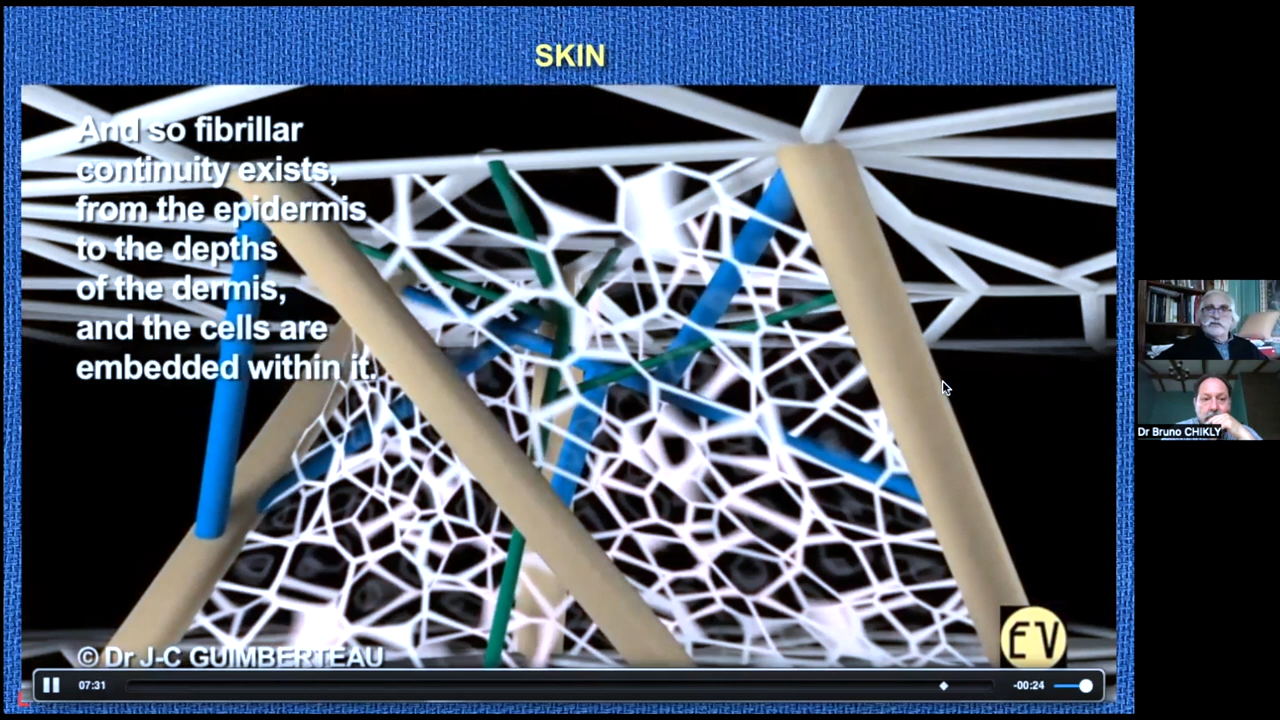 SKIN
And so fibrillar
continuity exists,
from the epidermis
to the depths
of the dermis,
and the cells are
embedded within it.
© Dr J-C GUIMBERTEAU
EV
07:31
-00:24
Dr Bruno CHIKLY